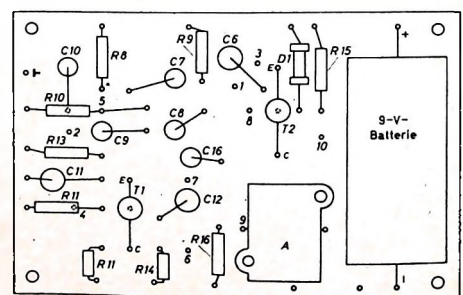 C10
R8
R9
C6
3
D1
R15
+
T
C7
E
1
R10
5
8
T2
9-V-
Batterie
2
C9
C8
10
R13
C16
C
C11
E
T1
7
C12
R11
4
9
A
C
R16
R11
R14
6